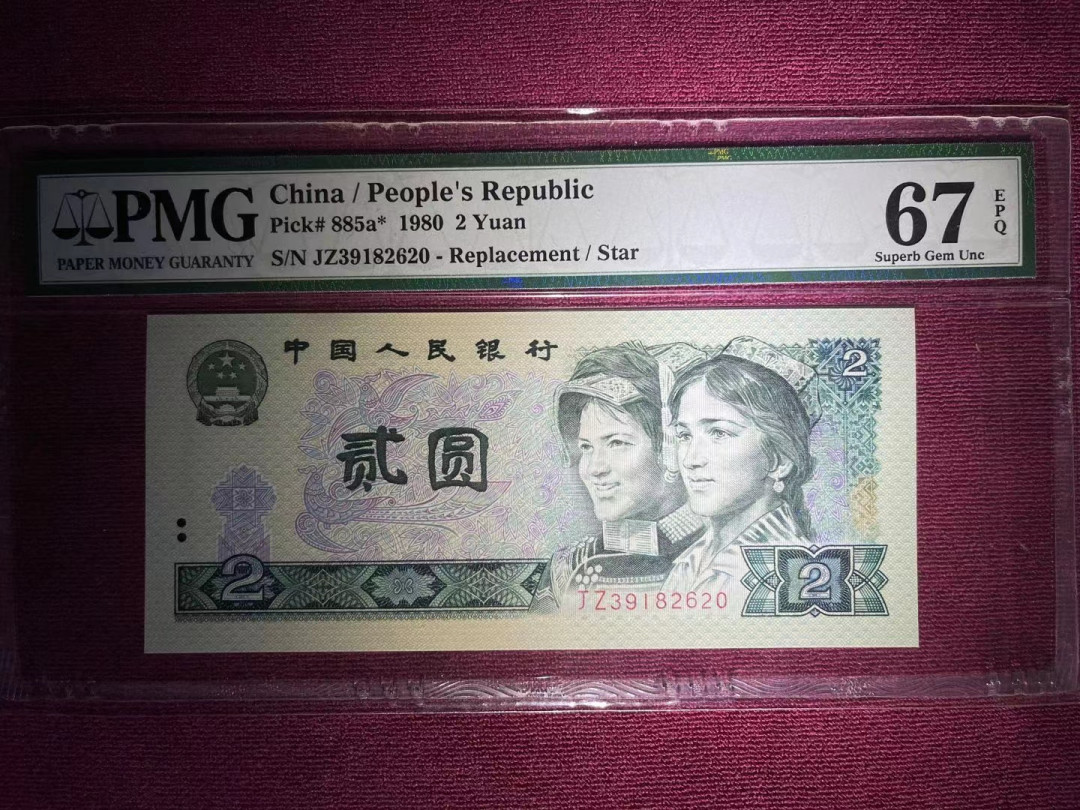 PMG
PAPER MONEY GUARANTY
China / People's Republic
Pick# 885a* 1980 2 Yuan
S/N JZ39182620 - Replacement / Star
67
EPQ
Superb Gem Unc
中国人民银行
2
贰圆
2
JZ39182620
2